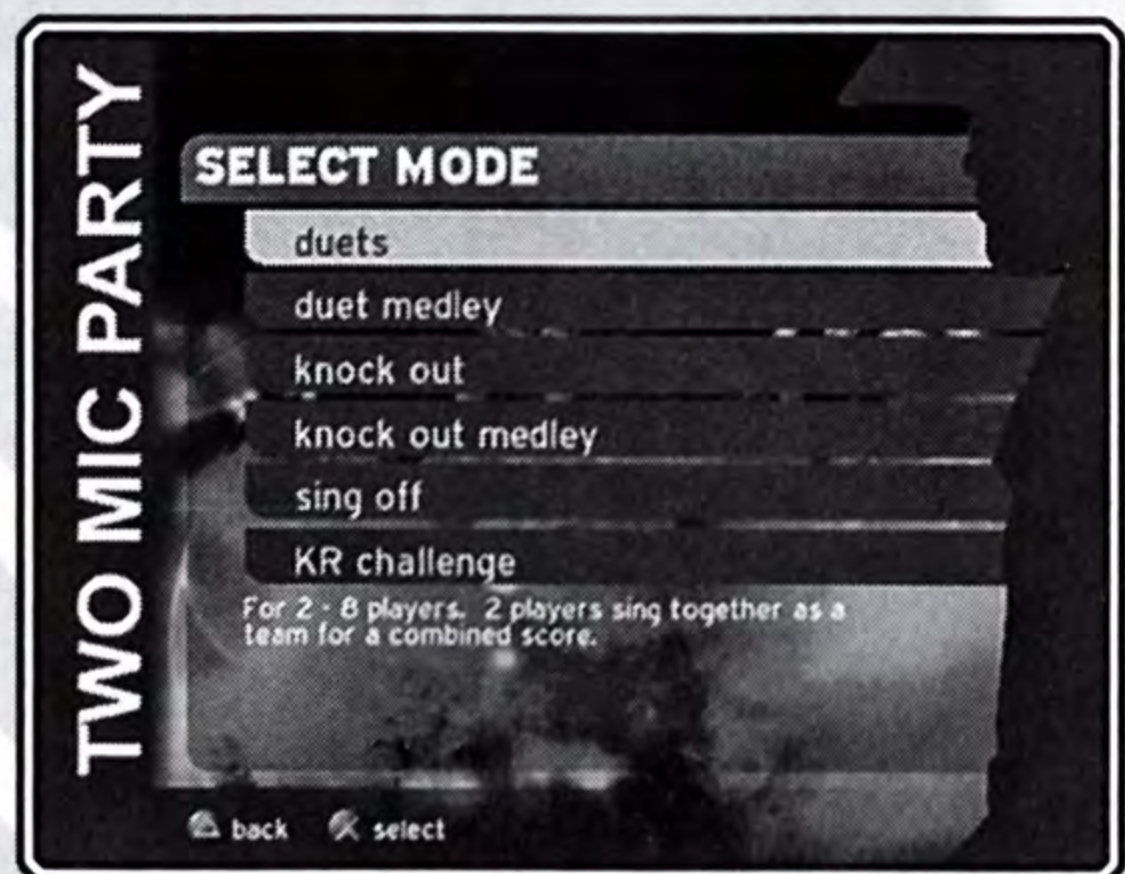 TWO MIC PARTY
SELECT MODE
duets
duet medley
knock out
knock out medley
sing off
KR challenge
For 2 - 8 players. 2 players sing together as a
team for a combined score.
back select